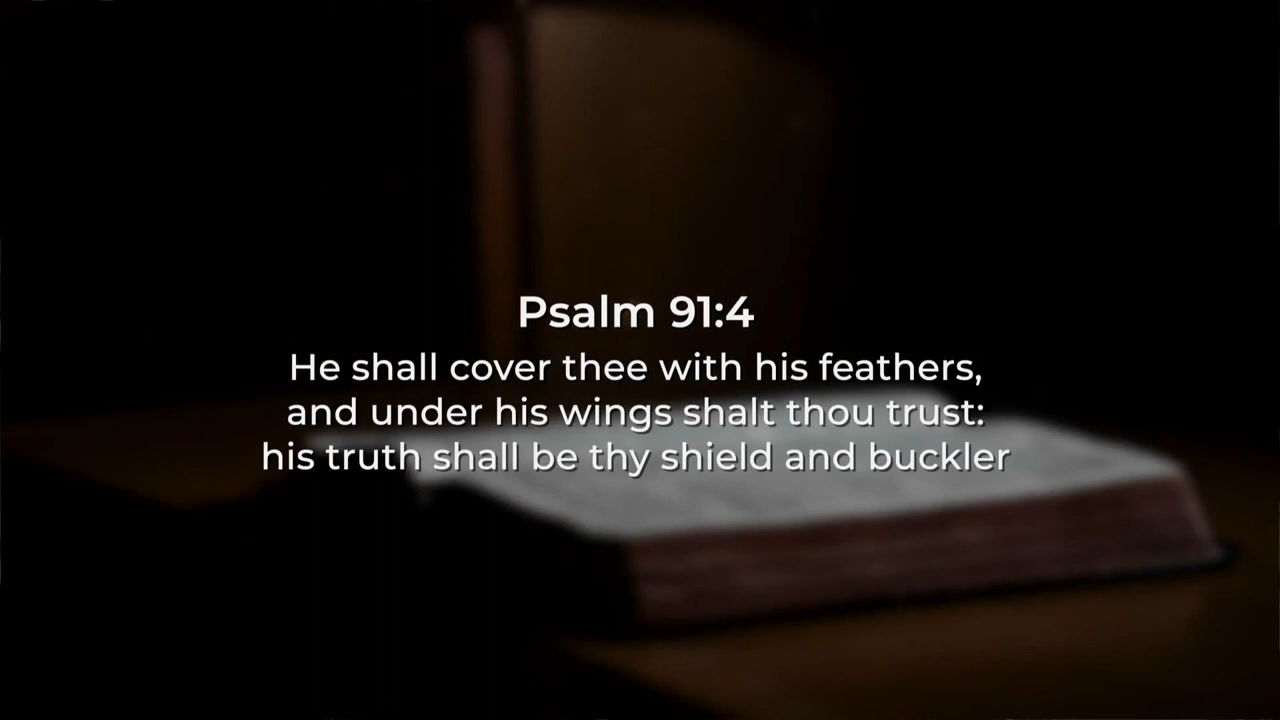 Psalm 91:4
He shall cover thee with his feathers,
and under his wings shalt thou trust:
his truth shall be thy shield and buckler